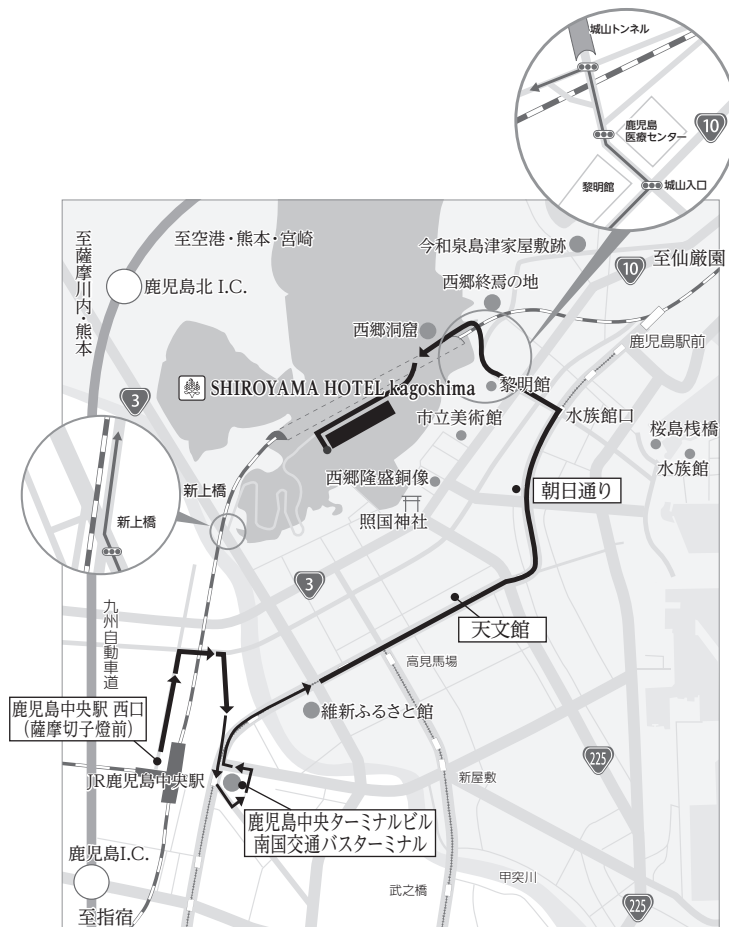 城山トンネル
鹿児島
医療センター
10
黎明館
城山入口
至空港・熊本・宮崎
至薩摩川内・熊本
今和泉島津家屋敷跡
10
至仙厳園
鹿児島北 I.C.
西郷終焉の地
西郷洞窟
鹿児島駅前
SHIROYAMA HOTEL kagoshima
3
黎明館
市立美術館
水族館口
桜島桟橋
水族館
西郷隆盛銅像
朝日通り
新上橋
新上橋
照国神社
3
天文館
九州自動車道
高見馬場
鹿児島中央駅 西口
(薩摩切子燈前)
維新ふるさと館
JR鹿児島中央駅
新屋敷
225
鹿児島中央ターミナルビル
南国交通バスターミナル
鹿児島I.C.
武之橋
甲突川
225
至指宿